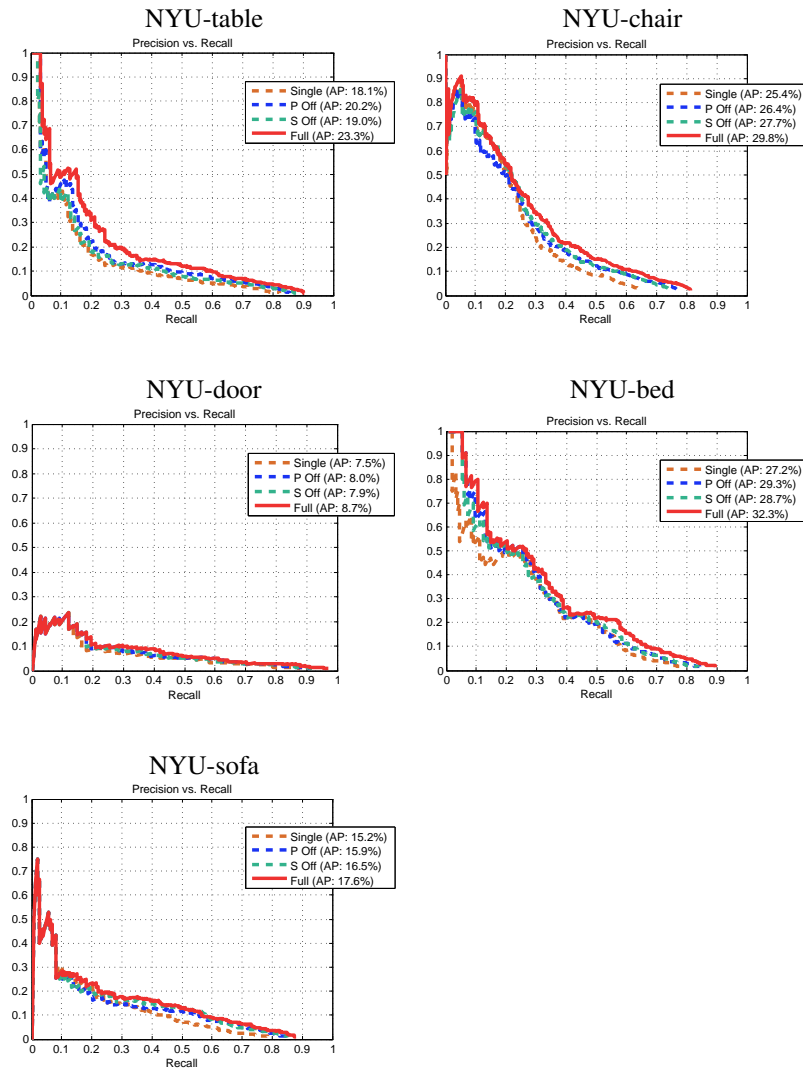 NYU-table
Precision vs. Recall
1
0.9
0.8
0.7
0.6
0.5
0.4
0.3
0.2
0.1
0
0 0.1 0.2 0.3 0.4 0.5 0.6 0.7 0.8 0.9 1
Recall
Single (AP: 18.1%)
P Off (AP: 20.2%)
S Off (AP: 19.0%)
Full (AP: 23.3%)
NYU-chair
Precision vs. Recall
1
0.9
0.8
0.7
0.6
0.5
0.4
0.3
0.2
0.1
0
0 0.1 0.2 0.3 0.4 0.5 0.6 0.7 0.8 0.9 1
Recall
Single (AP: 25.4%)
P Off (AP: 26.4%)
S Off (AP: 27.7%)
Full (AP: 29.8%)
NYU-door
Precision vs. Recall
1
0.9
0.8
0.7
0.6
0.5
0.4
0.3
0.2
0.1
0
0 0.1 0.2 0.3 0.4 0.5 0.6 0.7 0.8 0.9 1
Recall
Single (AP: 7.5%)
P Off (AP: 8.0%)
S Off (AP: 7.9%)
Full (AP: 8.7%)
NYU-bed
Precision vs. Recall
1
0.9
0.8
0.7
0.6
0.5
0.4
0.3
0.2
0.1
0
0 0.1 0.2 0.3 0.4 0.5 0.6 0.7 0.8 0.9 1
Recall
Single (AP: 27.2%)
P Off (AP: 29.3%)
S Off (AP: 28.7%)
Full (AP: 32.3%)
NYU-sofa
Precision vs. Recall
1
0.9
0.8
0.7
0.6
0.5
0.4
0.3
0.2
0.1
0
0 0.1 0.2 0.3 0.4 0.5 0.6 0.7 0.8 0.9 1
Recall
Single (AP: 15.2%)
P Off (AP: 15.9%)
S Off (AP: 16.5%)
Full (AP: 17.6%)